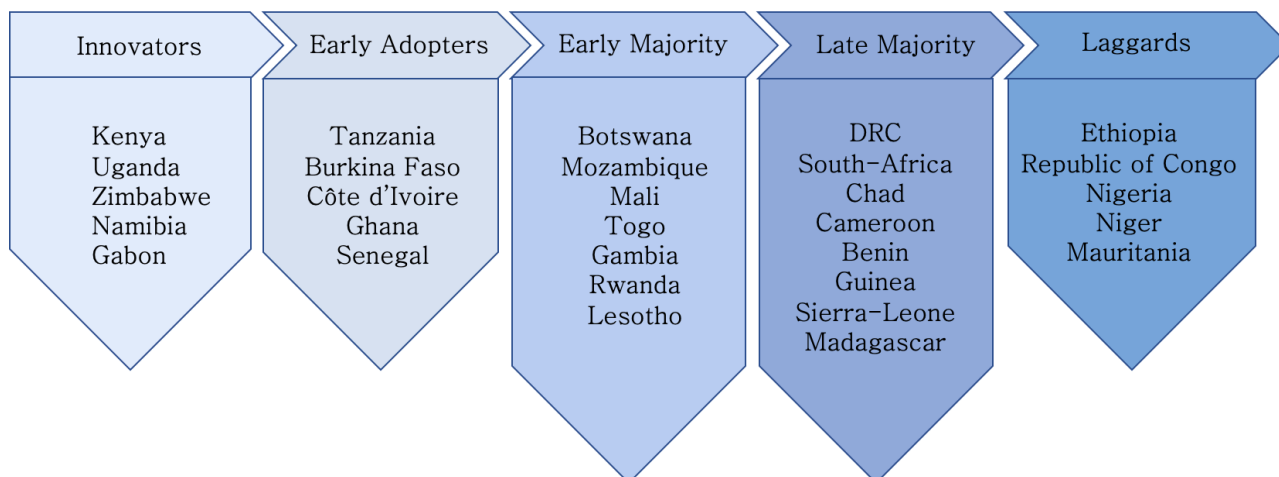 Innovators
Kenya
Uganda
Zimbabwe
Namibia
Gabon
Early Adopters
Tanzania
Burkina Faso
Côte d’Ivoire
Ghana
Senegal
Early Majority
Botswana
Mozambique
Mali
Togo
Gambia
Rwanda
Lesotho
Late Majority
DRC
South-Africa
Chad
Cameroon
Benin
Guinea
Sierra-Leone
Madagascar
Laggards
Ethiopia
Republic of Congo
Nigeria
Niger
Mauritania